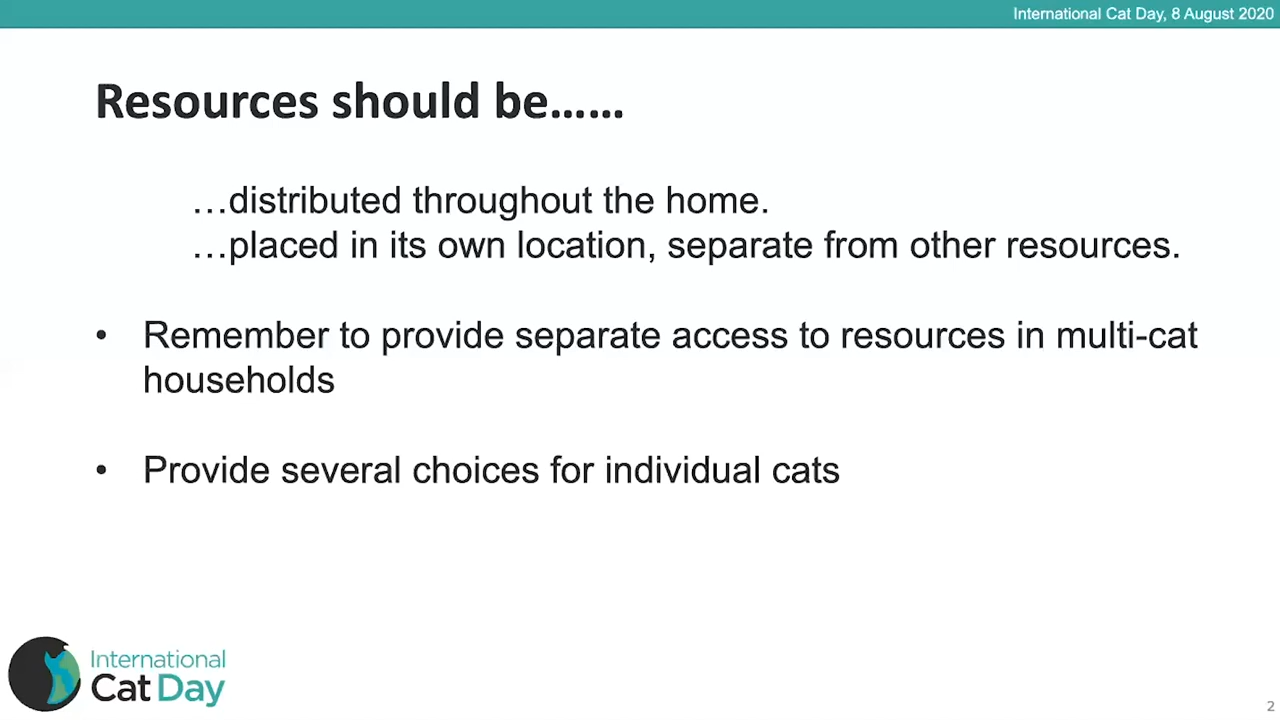 International Cat Day, 8 August 2020
Resources should be……
…distributed throughout the home.
…placed in its own location, separate from other resources.
• Remember to provide separate access to resources in multi-cat
households
• Provide several choices for individual cats
International
Cat Day
2